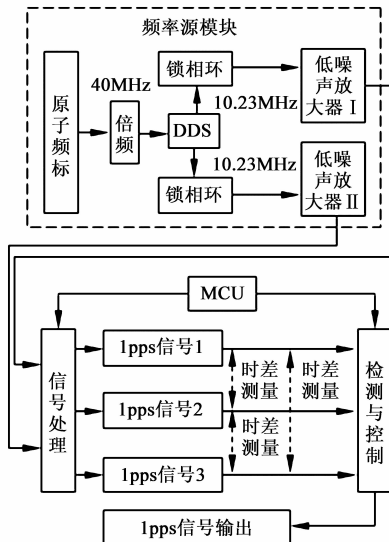 频率源模块
原子频标
40MHz
倍频
锁相环
DDS
锁相环
10.23MHz
10.23MHz
低噪
声放
大器Ⅰ
低噪
声放
大器Ⅱ
MCU
信号处理
1pps信号1
1pps信号2
1pps信号3
时差
测量
时差
测量
时差
测量
检测与控制
1pps信号输出